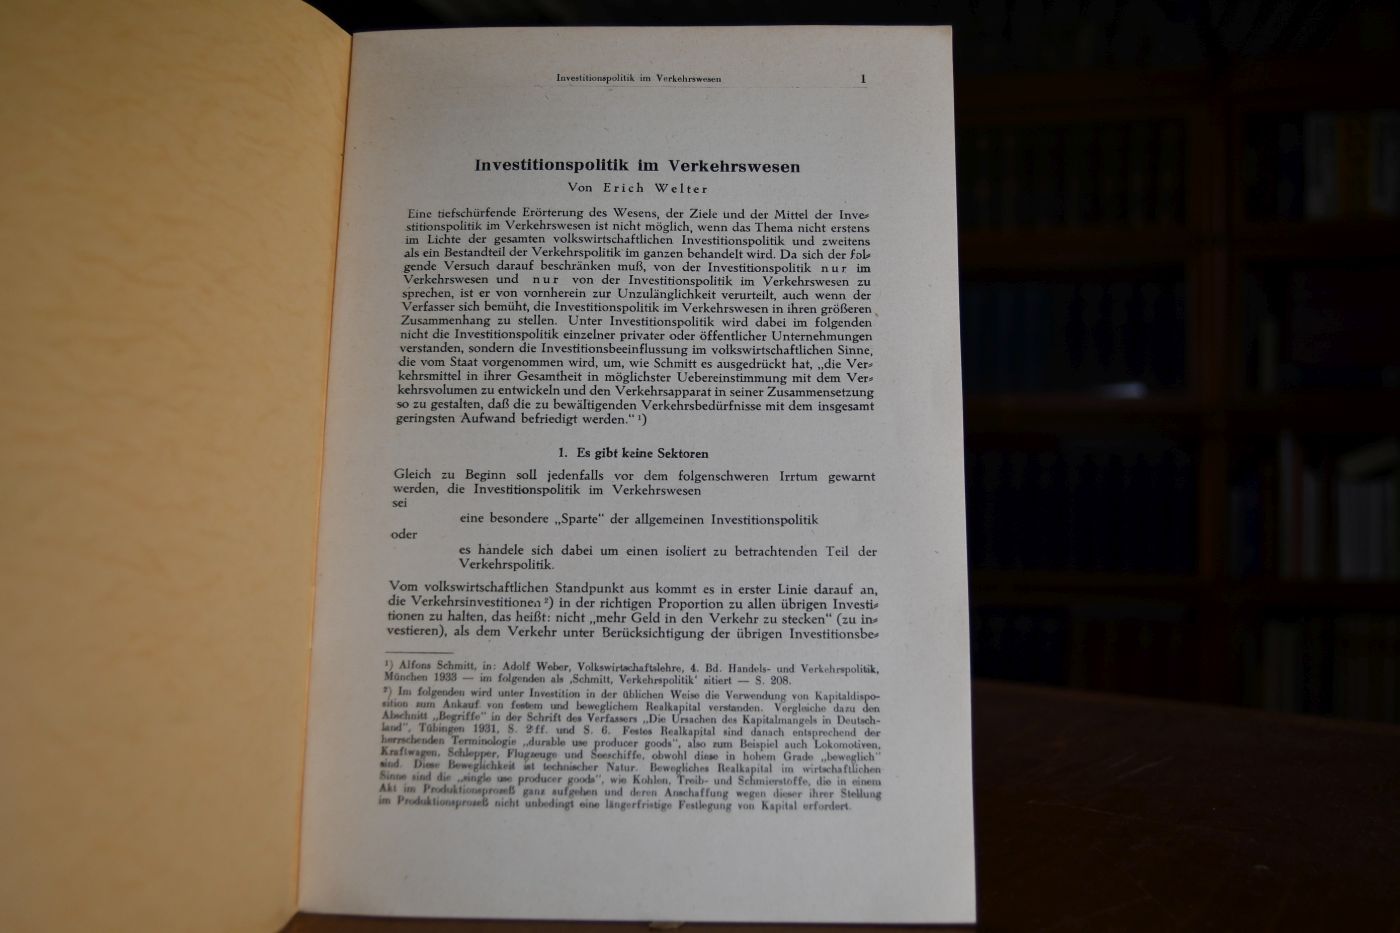 Investitionspolitik im Verkehrswesen 1
Investitionspolitik im Verkehrswesen
Von Erich Welter
Eine tiefschürfende Erörterung des Wesens, der Ziele und der Mittel der Inve-
stitionspolitik im Verkehrswesen ist nicht möglich, wenn das Thema nicht erstens
im Lichte der gesamten volkswirtschaftlichen Investitionspolitik und zweitens
als ein Bestandteil der Verkehrspolitik im ganzen behandelt wird. Da sich der fol-
gende Versuch darauf beschränken muß, von der Investitionspolitik nur im
Verkehrswesen und nur von der Investitionspolitik im Verkehrswesen zu
sprechen, ist er von vornherein zur Unzulänglichkeit verurteilt, auch wenn der
Verfasser sich bemüht, die Investitionspolitik im Verkehrswesen in ihren größeren
Zusammenhang zu stellen. Unter Investitionspolitik wird dabei im folgenden
nicht die Investitionspolitik einzelner privater oder öffentlicher Unternehmungen
verstanden, sondern die Investitionsbeeinflussung im volkswirtschaftlichen Sinne,
die vom Staat vorgenommen wird, um, wie Schmitt es ausgedrückt hat, „die Ver-
kehrsmittel in ihrer Gesamtheit in möglichster Uebereinstimmung mit dem Ver-
kehrsvolumen zu entwickeln und den Verkehrsapparat in seiner Zusammensetzung
so zu gestalten, daß die zu bewältigenden Verkehrsbedürfnisse mit dem insgesamt
geringsten Aufwand befriedigt werden." ¹)
1. Es gibt keine Sektoren
Gleich zu Beginn soll jedenfalls vor dem folgenschweren Irrtum gewarnt
werden, die Investitionspolitik im Verkehrswesen
sei
eine besondere „Sparte" der allgemeinen Investitionspolitik
oder
es handele sich dabei um einen isoliert zu betrachtenden Teil der
Verkehrspolitik.
Vom volkswirtschaftlichen Standpunkt aus kommt es in erster Linie darauf an,
die Verkehrsinvestitionen ²) in der richtigen Proportion zu allen übrigen Investi-
tionen zu halten, das heißt: nicht „mehr Geld in den Verkehr zu stecken" (zu in-
vestieren), als dem Verkehr unter Berücksichtigung der übrigen Investitionsbe-
¹) Alfons Schmitt, in: Adolf Weber, Volkswirtschaftslehre, 4. Bd. Handels- und Verkehrspolitik,
München 1933 — im folgenden als ‚Schmitt, Verkehrspolitik' zitiert — S. 208.
²) Im folgenden wird unter Investition in der üblichen Weise die Verwendung von Kapitaldispo-
sition zum Ankauf von festem und beweglichem Realkapital verstanden. Vergleiche dazu den
Abschnitt „Begriffe" in der Schrift des Verfassers „Die Ursachen des Kapitalmangels in Deutsch-
land", Tübingen 1931, S. 2 ff. und S. 6. Festes Realkapital sind danach entsprechend der
herrschenden Terminologie „durable use producer goods", also zum Beispiel auch Lokomotiven,
Kraftwagen, Schlepper, Flugzeuge und Seeschiffe, obwohl diese in hohem Grade „beweglich"
sind. Diese Beweglichkeit ist technischer Natur. Bewegliches Realkapital im wirtschaftlichen
Sinne sind die „single use producer goods", wie Kohlen, Treib- und Schmierstoffe, die in einem
Akt im Produktionsprozeß ganz aufgehen und deren Anschaffung wegen dieser ihrer Stellung
im Produktionsprozeß nicht unbedingt eine längerfristige Festlegung von Kapital erfordert.